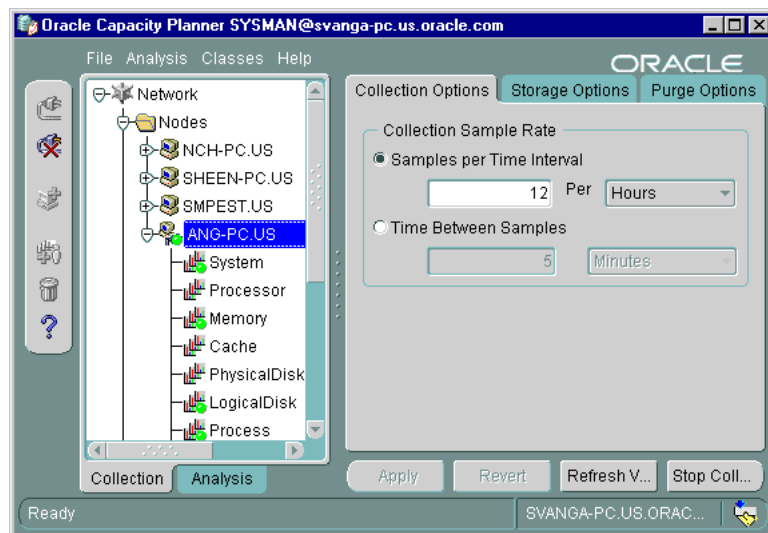 Oracle Capacity Planner SYSMAN@svanga-pc.us.oracle.com
File Analysis Classes Help
ORACLE
Network
Nodes
NCH-PC.US
SHEEN-PC.US
SMPEST.US
ANG-PC.US
System
Processor
Memory
Cache
PhysicalDisk
LogicalDisk
Process
Collection Analysis
Collection Options Storage Options Purge Options
Collection Sample Rate
Samples per Time Interval
12 Per Hours
Time Between Samples
5 Minutes
Apply Revert Refresh V... Stop Coll...
Ready SVANGA-PC.US.ORAC...